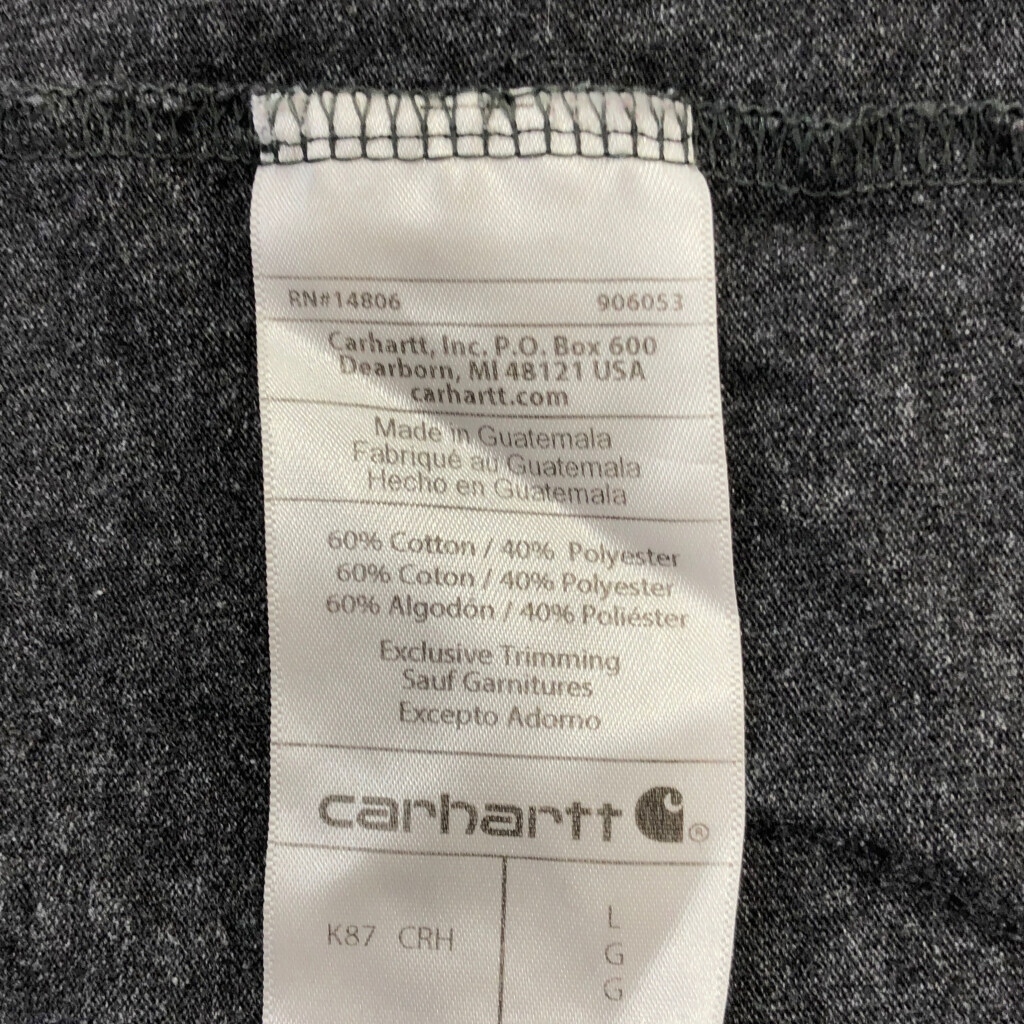 RN#14806 906053
Carhartt, Inc. P.O. Box 600
Dearborn, MI 48121 USA
carhartt.com
Made in Guatemala
Fabriqué au Guatemala
Hecho en Guatemala
60% Cotton / 40% Polyester
60% Coton / 40% Polyester
60% Algodón / 40% Poliéster
Exclusive Trimming
Sauf Garnitures
Excepto Adorno
carhartt ®
K87 CRH
L
G
G